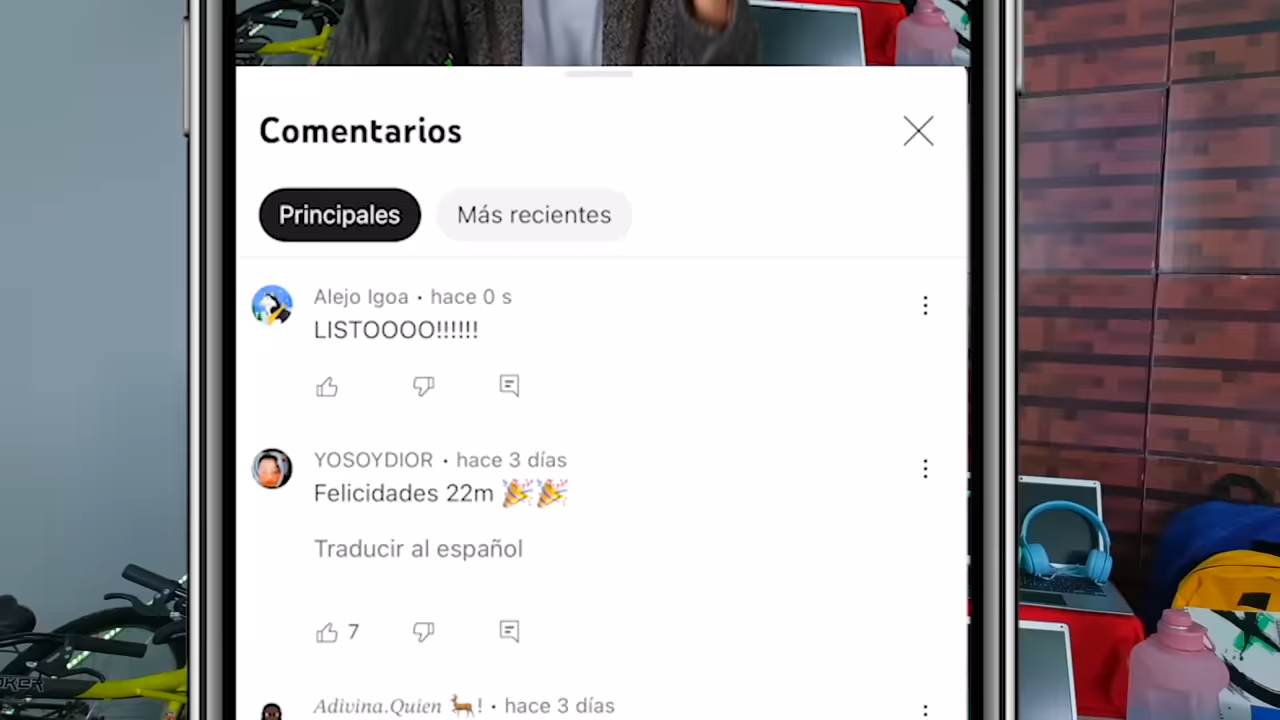 Comentarios
Principales
Más recientes
Alejo Igoa • hace 0 s
LISTOOOO!!!!!!
YOSOYDIOR • hace 3 días
Felicidades 22m 🎉🎉
Traducir al español
7
Adivina.Quien 🐂! • hace 3 días